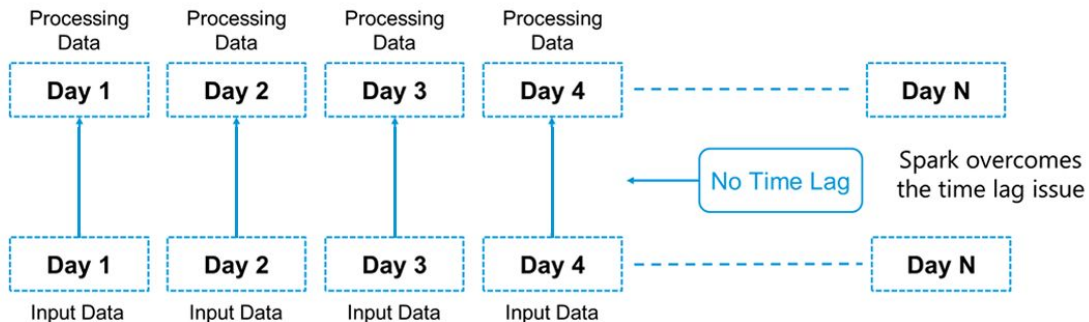 Processing
Data
Processing
Data
Processing
Data
Processing
Data
Day 1
Day 2
Day 3
Day 4
Day N
No Time Lag
Spark overcomes
the time lag issue
Day 1
Day 2
Day 3
Day 4
Day N
Input Data
Input Data
Input Data
Input Data